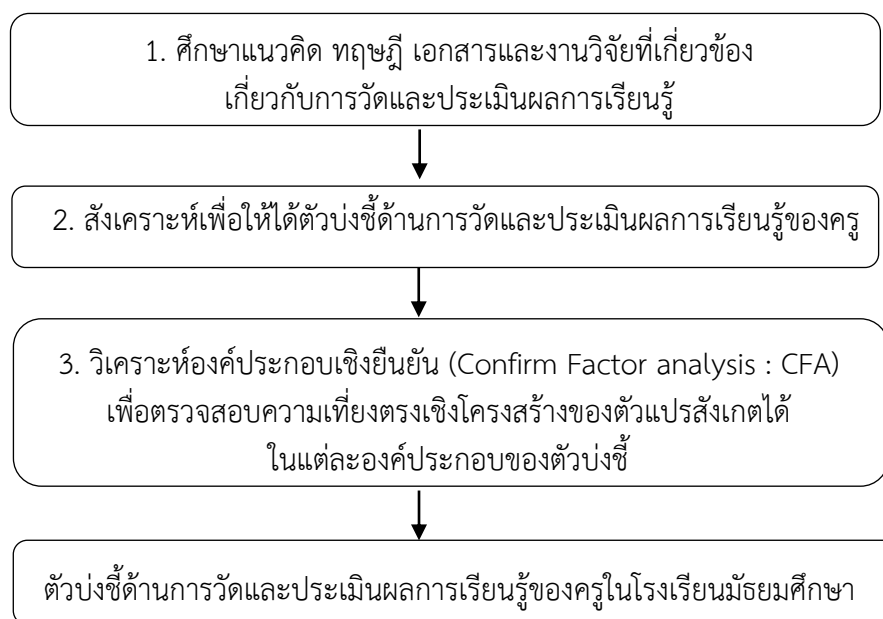 1. ศึกษาแนวคิด ทฤษฎี เอกสารและงานวิจัยที่เกี่ยวข้อง
เกี่ยวกับการวัดและประเมินผลการเรียนรู้
2. สังเคราะห์เพื่อให้ได้ตัวบ่งชี้ด้านการวัดและประเมินผลการเรียนรู้ของครู
3. วิเคราะห์องค์ประกอบเชิงยืนยัน (Confirm Factor analysis : CFA)
เพื่อตรวจสอบความเที่ยงตรงเชิงโครงสร้างของตัวแปรสังเกตได้
ในแต่ละองค์ประกอบของตัวบ่งชี้
ตัวบ่งชี้ด้านการวัดและประเมินผลการเรียนรู้ของครูในโรงเรียนมัธยมศึกษา